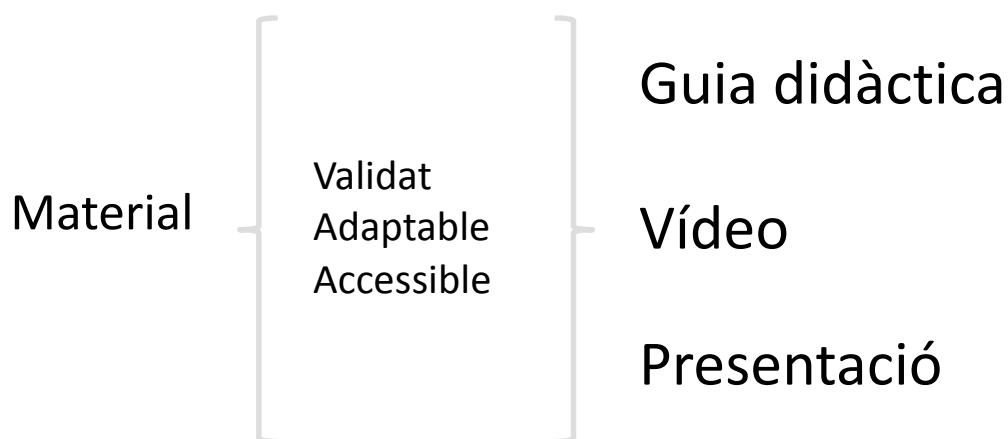 Material
Validat
Adaptable
Accessible
Guia didàctica
Vídeo
Presentació